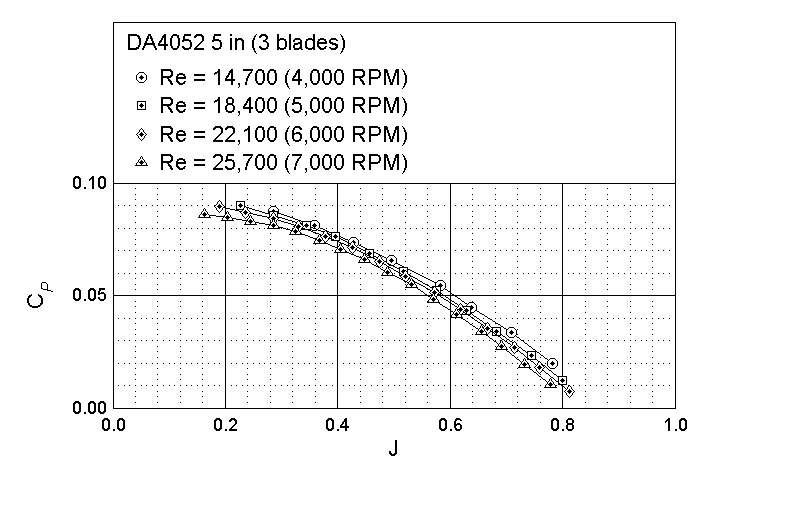 DA4052 5 in (3 blades)
Re = 14,700 (4,000 RPM)
Re = 18,400 (5,000 RPM)
Re = 22,100 (6,000 RPM)
Re = 25,700 (7,000 RPM)
0.10
0.05
CP
0.00
0.0 0.2 0.4 0.6 0.8 1.0
J